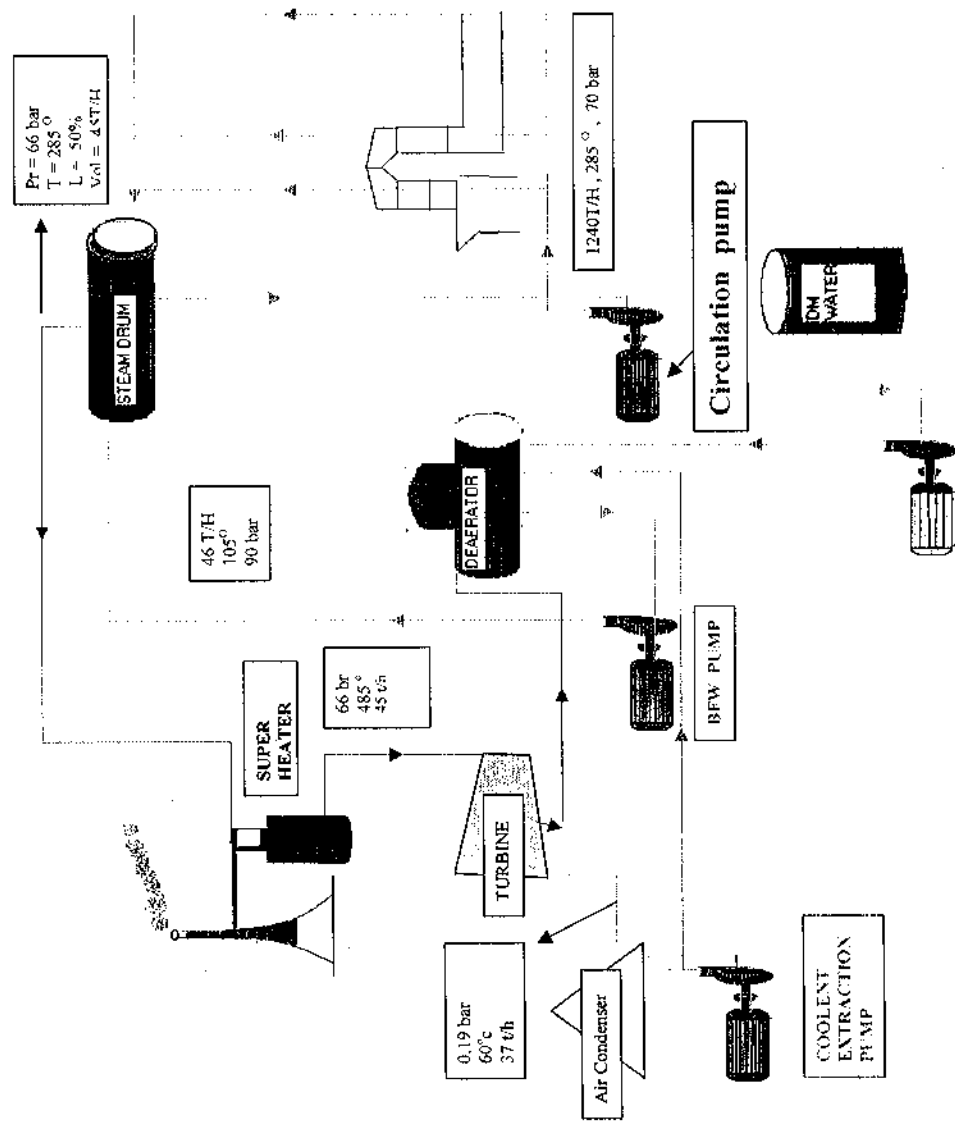 Pr = 66 bar
T = 285 °
L = 50%
Vol = 45T/H
STEAM DRUM
46 T/H
105°
90 bar
SUPER
HEATER
66 br
485°
45 t/h
TURBINE
DEAERATOR
1240T/H , 285 ° , 70 bar
Circulation pump
DM
WATER
BFW PUMP
0.19 bar
60°c
37 t/h
Air Condenser
COOLENT
EXTRACTION
PUMP